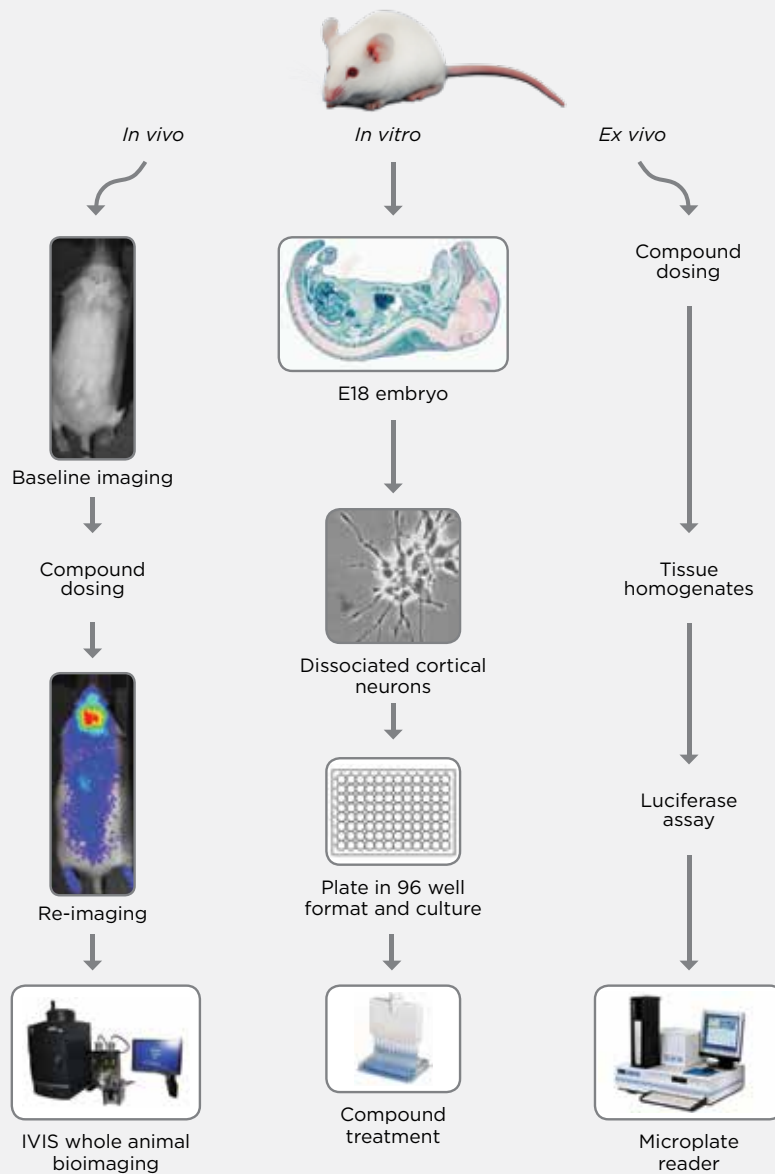 In vivo
In vitro
Ex vivo
Baseline imaging
Compound
dosing
Re-imaging
IVIS whole animal
bioimaging
E18 embryo
Dissociated cortical
neurons
Plate in 96 well
format and culture
Compound
treatment
Compound
dosing
Tissue
homogenates
Luciferase
assay
Microplate
reader